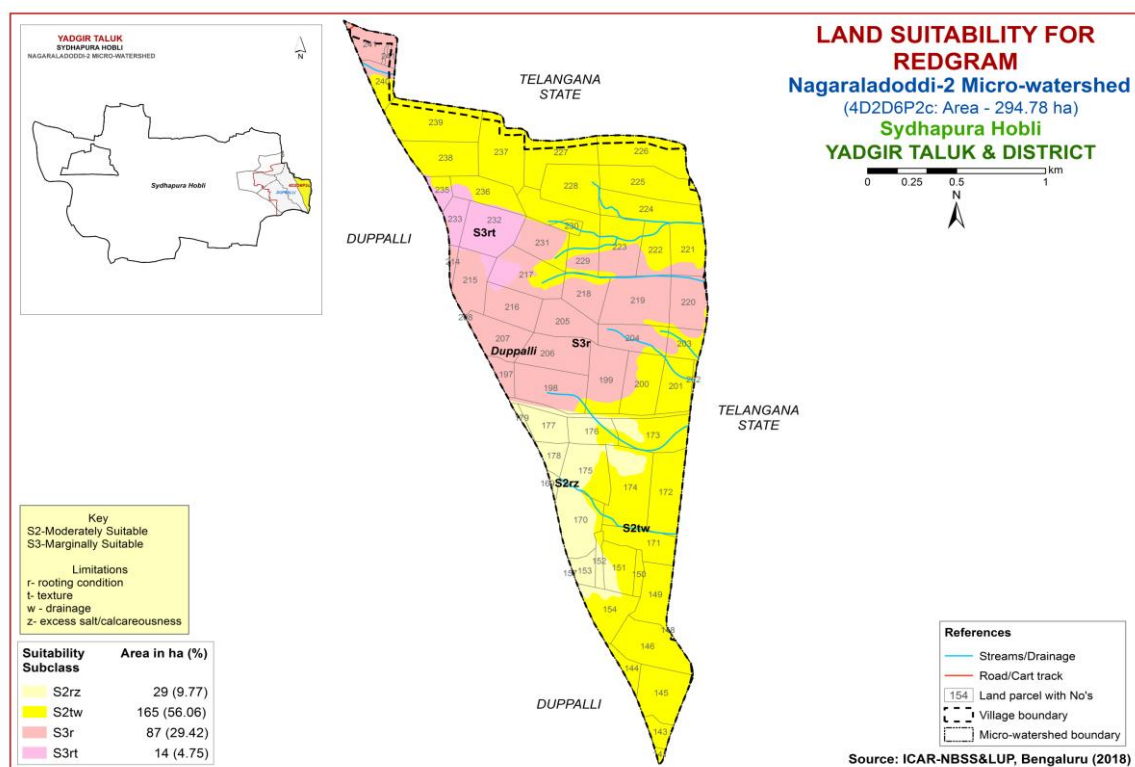 YADGIR TALUK
SYDHAPURA HOBLI
NAGARALADODDI-2 MICRO-WATERSHED
N
Sydhapura Hobli
DUPPALLI
LAND SUITABILITY FOR
REDGRAM
Nagaraladoddi-2 Micro-watershed
(4D2D6P2c: Area - 294.78 ha)
Sydhapura Hobli
YADGIR TALUK & DISTRICT
km
0 0.25 0.5 1
N
TELANGANA
STATE
239
237
227
226
238
225
228
235
236
224
DUPPALLI
233
232
S3rt
230
231
223
222
221
229
214
217
215
218
219
220
216
205
207
S3r
204
203
Duppalli
206
197
199
200
201
198
TELANGANA
STATE
177
176
173
178
175
S2rz
174
172
170
S2tw
171
152
153
151
150
149
154
146
144
145
DUPPALLI
143
Key
S2-Moderately Suitable
S3-Marginally Suitable
Limitations
r- rooting condition
t- texture
w - drainage
z- excess salt/calcareousness
Suitability Subclass Area in ha (%)
S2rz 29 (9.77)
S2tw 165 (56.06)
S3r 87 (29.42)
S3rt 14 (4.75)
References
Streams/Drainage
Road/Cart track
154 Land parcel with No's
Village boundary
Micro-watershed boundary
Source: ICAR-NBSS&LUP, Bengaluru (2018)